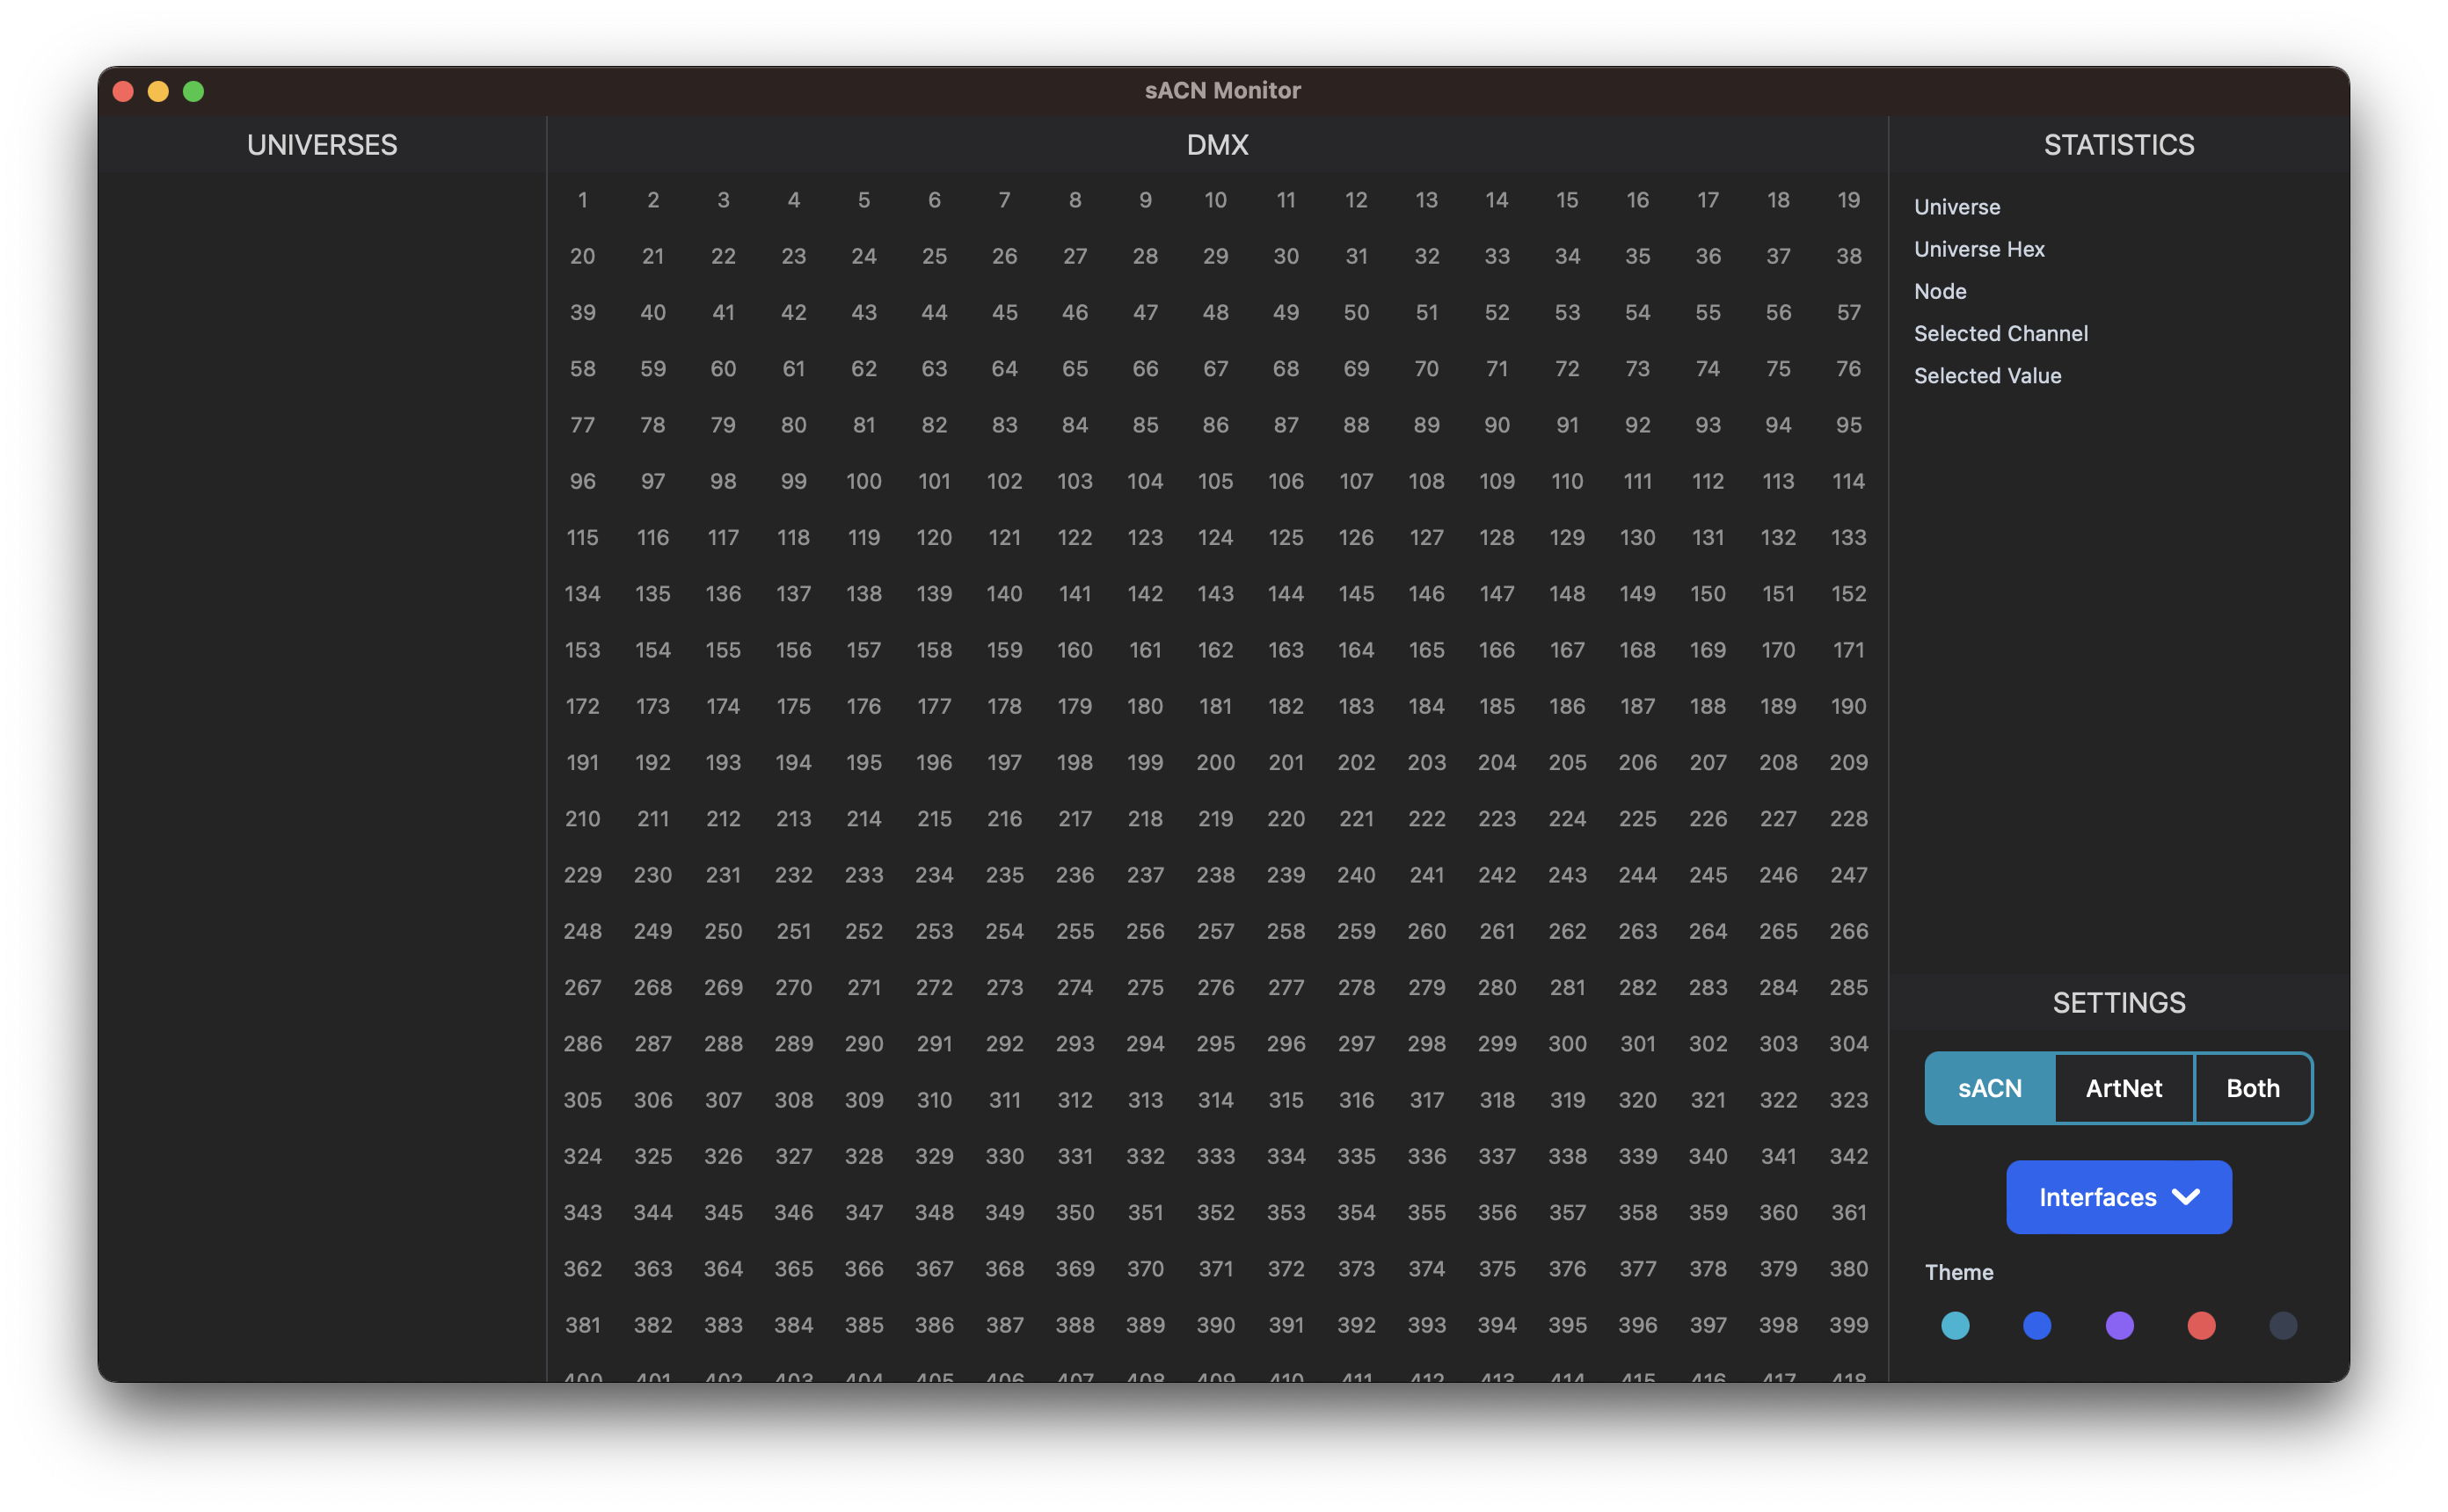 sACN Monitor
UNIVERSES
DMX
1 2 3 4 5 6 7 8 9 10 11 12 13 14 15 16 17 18 19
20 21 22 23 24 25 26 27 28 29 30 31 32 33 34 35 36 37 38
39 40 41 42 43 44 45 46 47 48 49 50 51 52 53 54 55 56 57
58 59 60 61 62 63 64 65 66 67 68 69 70 71 72 73 74 75 76
77 78 79 80 81 82 83 84 85 86 87 88 89 90 91 92 93 94 95
96 97 98 99 100 101 102 103 104 105 106 107 108 109 110 111 112 113 114
115 116 117 118 119 120 121 122 123 124 125 126 127 128 129 130 131 132 133
134 135 136 137 138 139 140 141 142 143 144 145 146 147 148 149 150 151 152
153 154 155 156 157 158 159 160 161 162 163 164 165 166 167 168 169 170 171
172 173 174 175 176 177 178 179 180 181 182 183 184 185 186 187 188 189 190
191 192 193 194 195 196 197 198 199 200 201 202 203 204 205 206 207 208 209
210 211 212 213 214 215 216 217 218 219 220 221 222 223 224 225 226 227 228
229 230 231 232 233 234 235 236 237 238 239 240 241 242 243 244 245 246 247
248 249 250 251 252 253 254 255 256 257 258 259 260 261 262 263 264 265 266
267 268 269 270 271 272 273 274 275 276 277 278 279 280 281 282 283 284 285
286 287 288 289 290 291 292 293 294 295 296 297 298 299 300 301 302 303 304
305 306 307 308 309 310 311 312 313 314 315 316 317 318 319 320 321 322 323
324 325 326 327 328 329 330 331 332 333 334 335 336 337 338 339 340 341 342
343 344 345 346 347 348 349 350 351 352 353 354 355 356 357 358 359 360 361
362 363 364 365 366 367 368 369 370 371 372 373 374 375 376 377 378 379 380
381 382 383 384 385 386 387 388 389 390 391 392 393 394 395 396 397 398 399
400 401 402 403 404 405 406 407 408 409 410 411 412 413 414 415 416 417 418
STATISTICS
Universe
Universe Hex
Node
Selected Channel
Selected Value
SETTINGS
sACN ArtNet Both
Interfaces
Theme